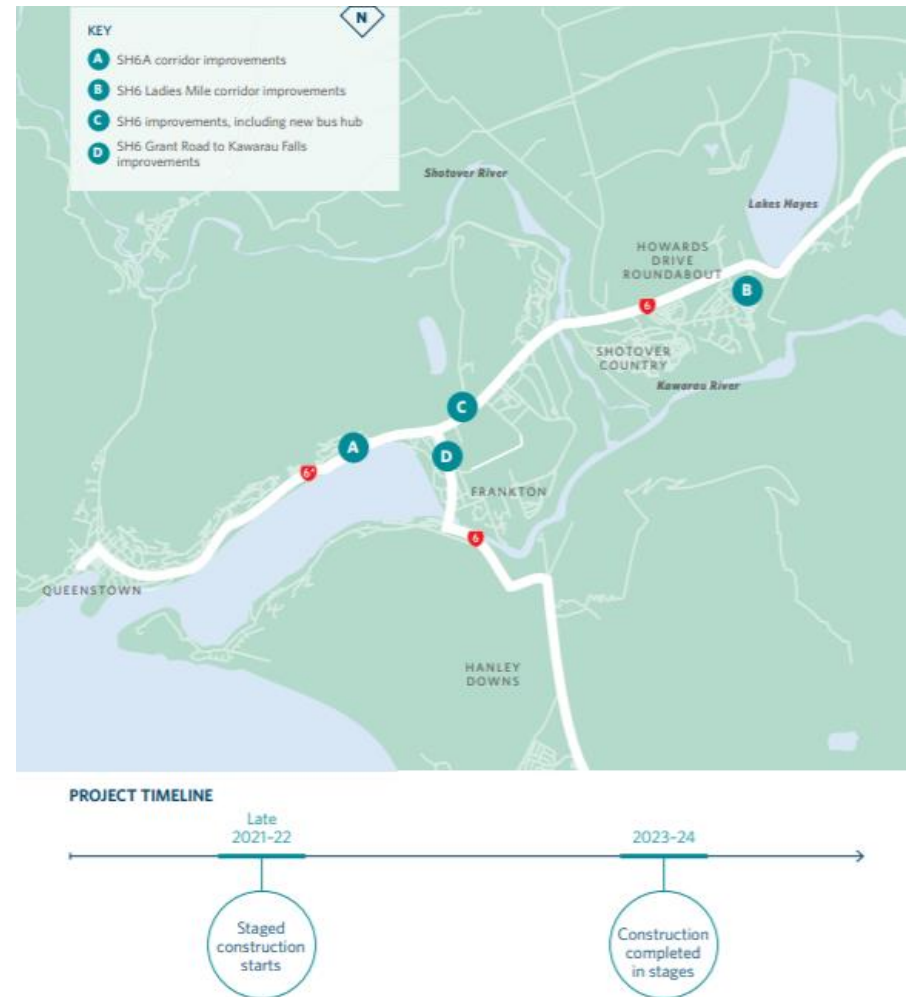 N
KEY
A SH6A corridor improvements
B SH6 Ladies Mile corridor improvements
C SH6 improvements, including new bus hub
D SH6 Grant Road to Kawarau Falls
improvements
Shotover River
Lakes Hayes
HOWARDS
DRIVE
ROUNDABOUT
B
6
SHOTOVER
COUNTRY
Kawarau River
C
A
D
6A
FRANKTON
6
QUEENSTOWN
HANLEY
DOWNS
PROJECT TIMELINE
Late
2021–22
2023–24
Staged
construction
starts
Construction
completed
in stages